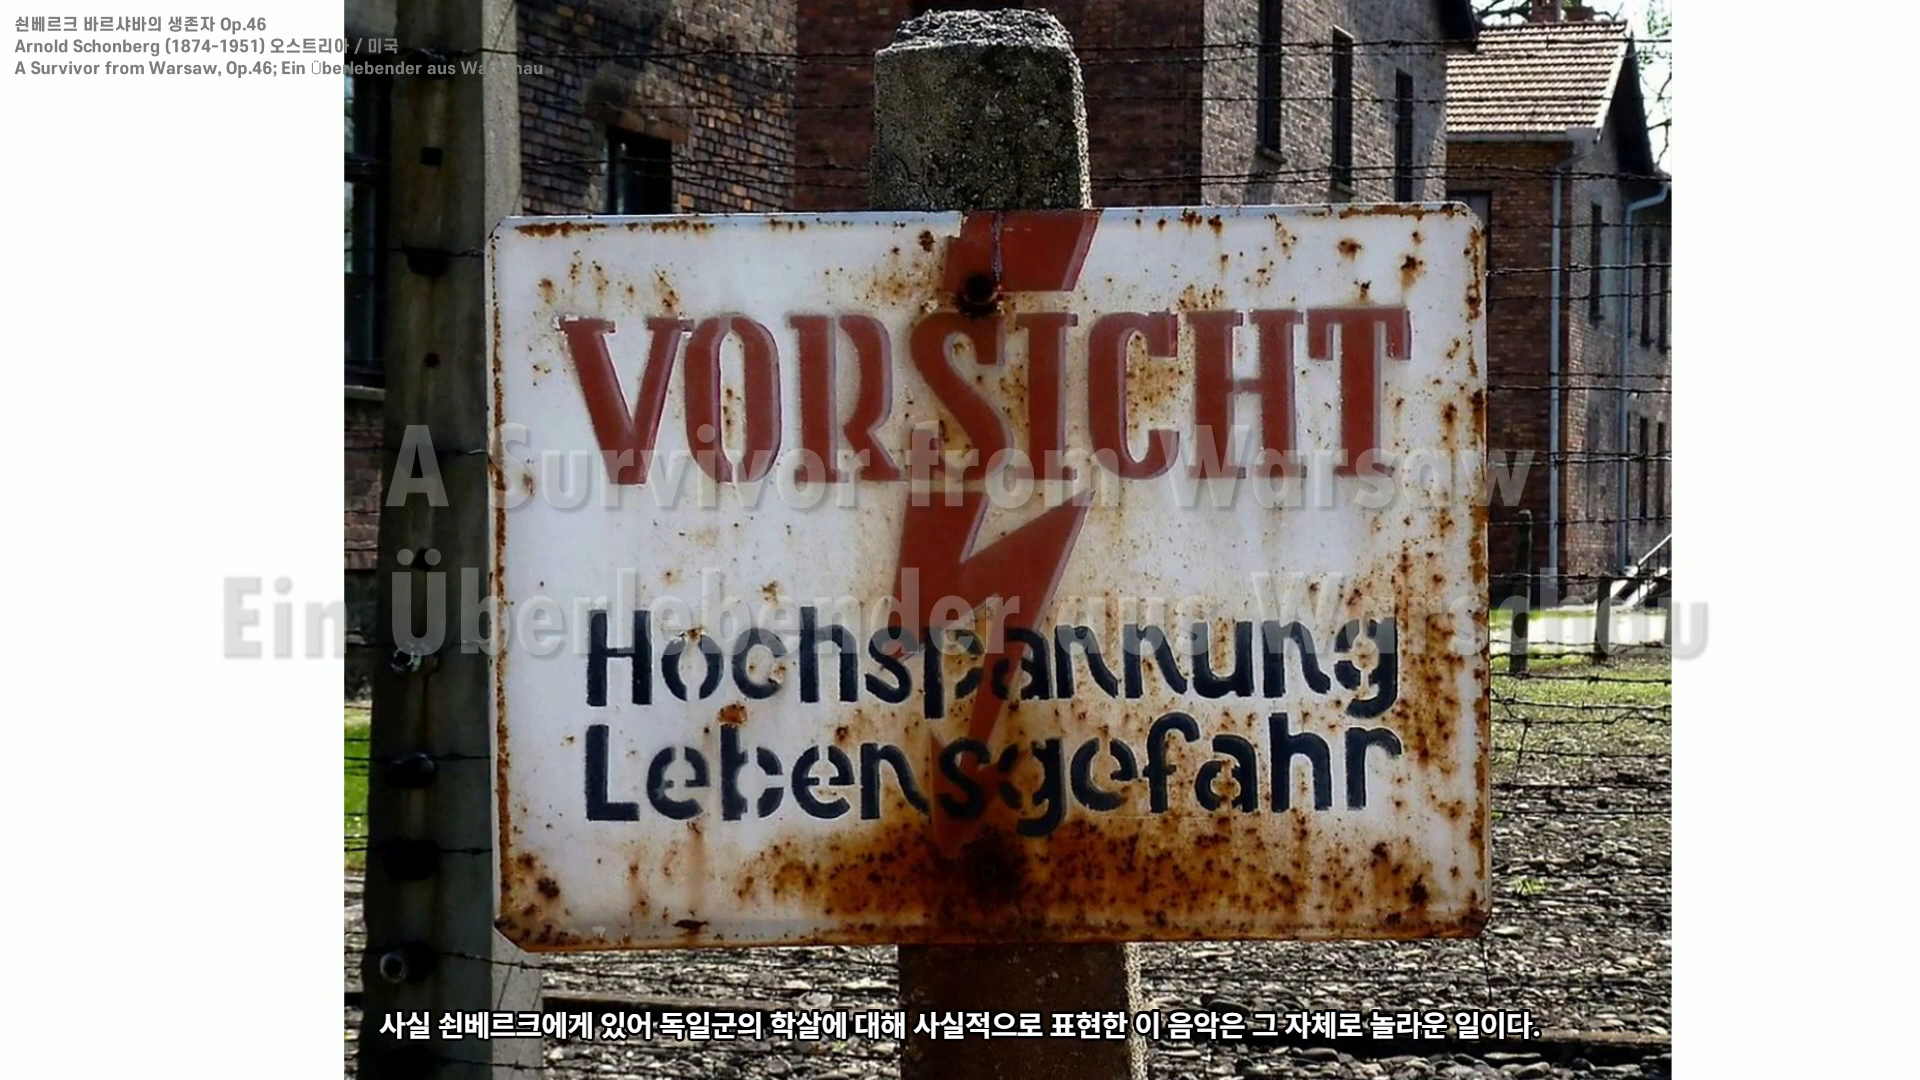 쇤베르크 바르샤바의 생존자 Op.46
Arnold Schonberg (1874-1951) 오스트리아 / 미국
A Survivor from Warsaw, Op.46; Ein Überlebender aus Warschau
VORSICHT
A Survivor from Warsaw
Ein Überlebender aus Warschau
Hochspannung
Lebensgefahr
사실 쇤베르크에게 있어 독일군의 학살에 대해 사실적으로 표현한 이 음악은 그 자체로 놀라운 일이다.